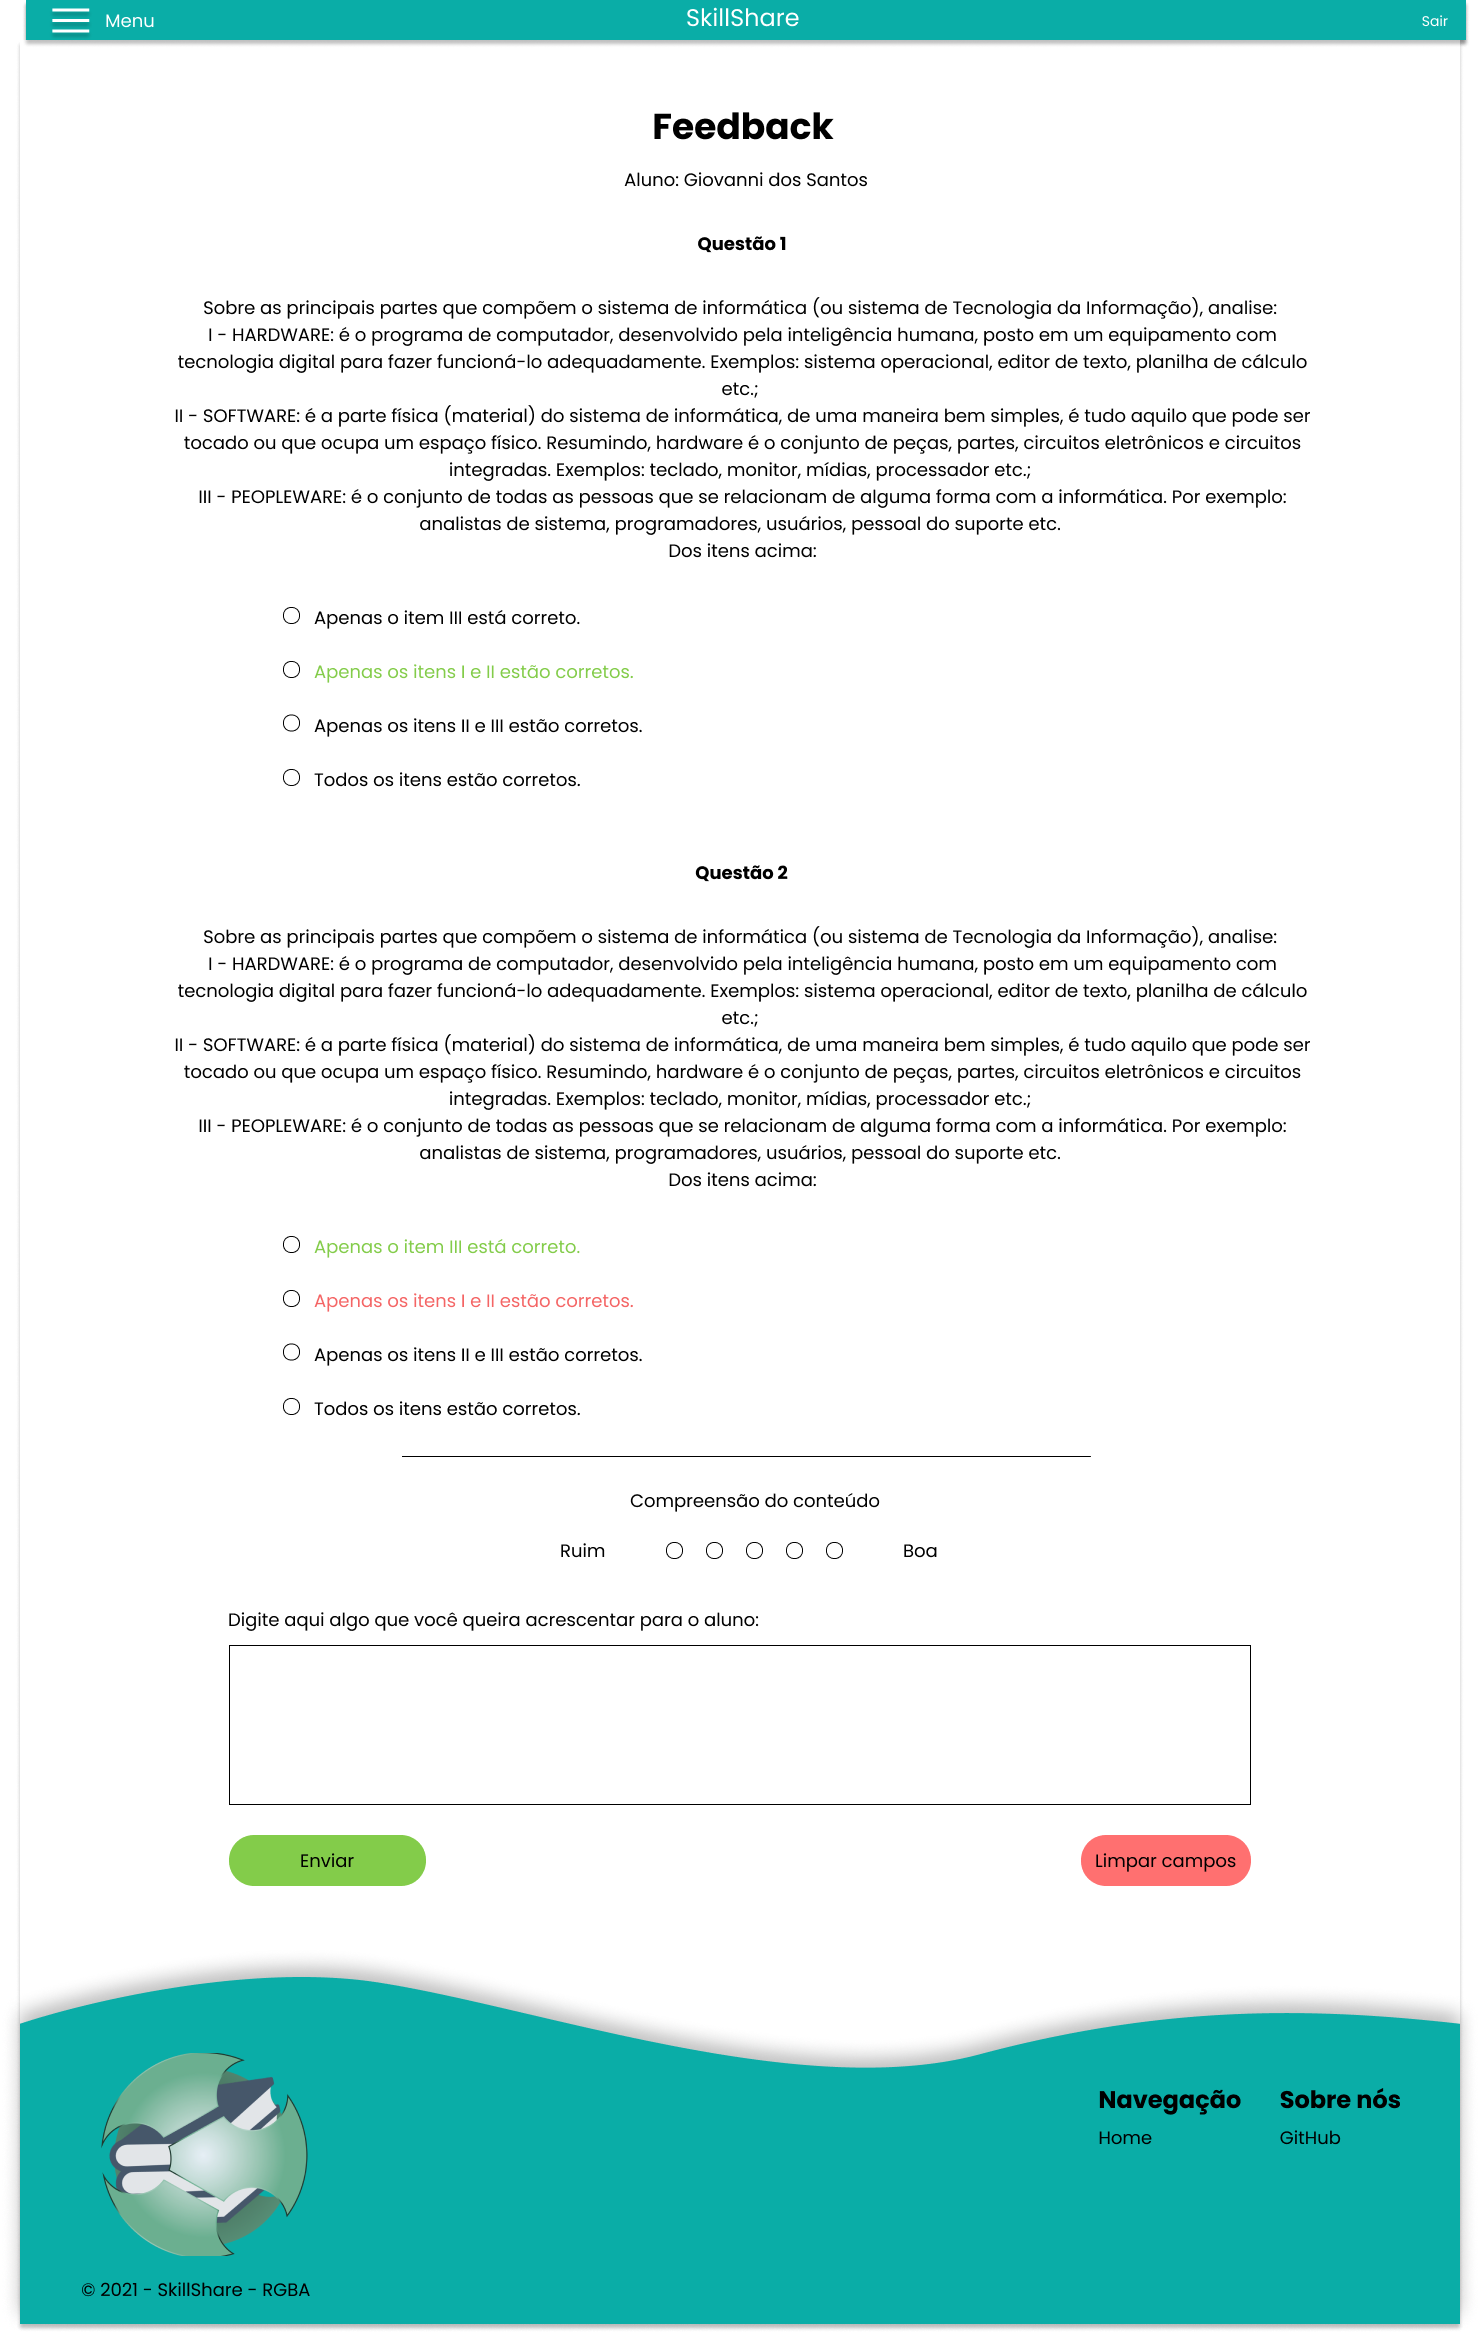 Menu
SkillShare
Sair
Feedback
Aluno: Giovanni dos Santos
Questão 1
Sobre as principais partes que compõem o sistema de informática (ou sistema de Tecnologia da Informação), analise:
I - HARDWARE: é o programa de computador, desenvolvido pela inteligência humana, posto em um equipamento com
tecnologia digital para fazer funcioná-lo adequadamente. Exemplos: sistema operacional, editor de texto, planilha de cálculo
etc.;
II - SOFTWARE: é a parte física (material) do sistema de informática, de uma maneira bem simples, é tudo aquilo que pode ser
tocado ou que ocupa um espaço físico. Resumindo, hardware é o conjunto de peças, partes, circuitos eletrônicos e circuitos
integradas. Exemplos: teclado, monitor, mídias, processador etc.;
III - PEOPLEWARE: é o conjunto de todas as pessoas que se relacionam de alguma forma com a informática. Por exemplo:
analistas de sistema, programadores, usuários, pessoal do suporte etc.
Dos itens acima:
Apenas o item III está correto.
Apenas os itens I e II estão corretos.
Apenas os itens II e III estão corretos.
Todos os itens estão corretos.
Questão 2
Sobre as principais partes que compõem o sistema de informática (ou sistema de Tecnologia da Informação), analise:
I - HARDWARE: é o programa de computador, desenvolvido pela inteligência humana, posto em um equipamento com
tecnologia digital para fazer funcioná-lo adequadamente. Exemplos: sistema operacional, editor de texto, planilha de cálculo
etc.;
II - SOFTWARE: é a parte física (material) do sistema de informática, de uma maneira bem simples, é tudo aquilo que pode ser
tocado ou que ocupa um espaço físico. Resumindo, hardware é o conjunto de peças, partes, circuitos eletrônicos e circuitos
integradas. Exemplos: teclado, monitor, mídias, processador etc.;
III - PEOPLEWARE: é o conjunto de todas as pessoas que se relacionam de alguma forma com a informática. Por exemplo:
analistas de sistema, programadores, usuários, pessoal do suporte etc.
Dos itens acima:
Apenas o item III está correto.
Apenas os itens I e II estão corretos.
Apenas os itens II e III estão corretos.
Todos os itens estão corretos.
Compreensão do conteúdo
Ruim
Boa
Digite aqui algo que você queira acrescentar para o aluno:
Enviar
Limpar campos
Navegação
Home
Sobre nós
GitHub
© 2021 - SkillShare - RGBA